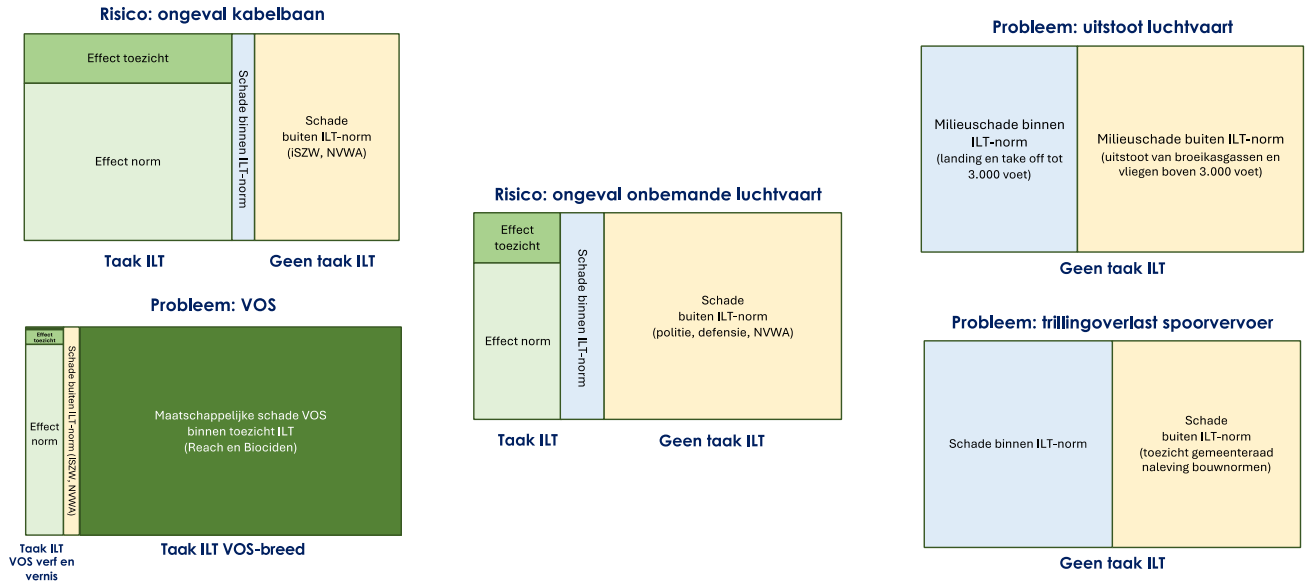 Risico: ongeval kabelbaan
Effect toezicht
Effect norm
Schade binnen ILT-norm
Schade
buiten ILT-norm
(iSZW, NVWA)
Taak ILT
Geen taak ILT
Probleem: VOS
Effect
toezicht
Effect
norm
Schade buiten ILT-norm (ISZW, NVWA)
Maatschappelijke schade VOS
binnen toezicht ILT
(Reach en Biociden)
Taak ILT
VOS verf en
vernis
Taak ILT VOS-breed
Risico: ongeval onbemande luchtvaart
Effect
toezicht
Effect norm
Schade binnen ILT-norm
Schade
buiten ILT-norm
(politie, defensie, NVWA)
Taak ILT
Geen taak ILT
Probleem: uitstoot luchtvaart
Milieuschade binnen
ILT-norm
(landing en take off tot
3.000 voet)
Milieuschade buiten ILT-norm
(uitstoot van broeikasgassen en
vliegen boven 3.000 voet)
Geen taak ILT
Probleem: trillingoverlast spoorvervoer
Schade binnen ILT-norm
Schade
buiten ILT-norm
(toezicht gemeenteraad
naleving bouwnormen)
Geen taak ILT